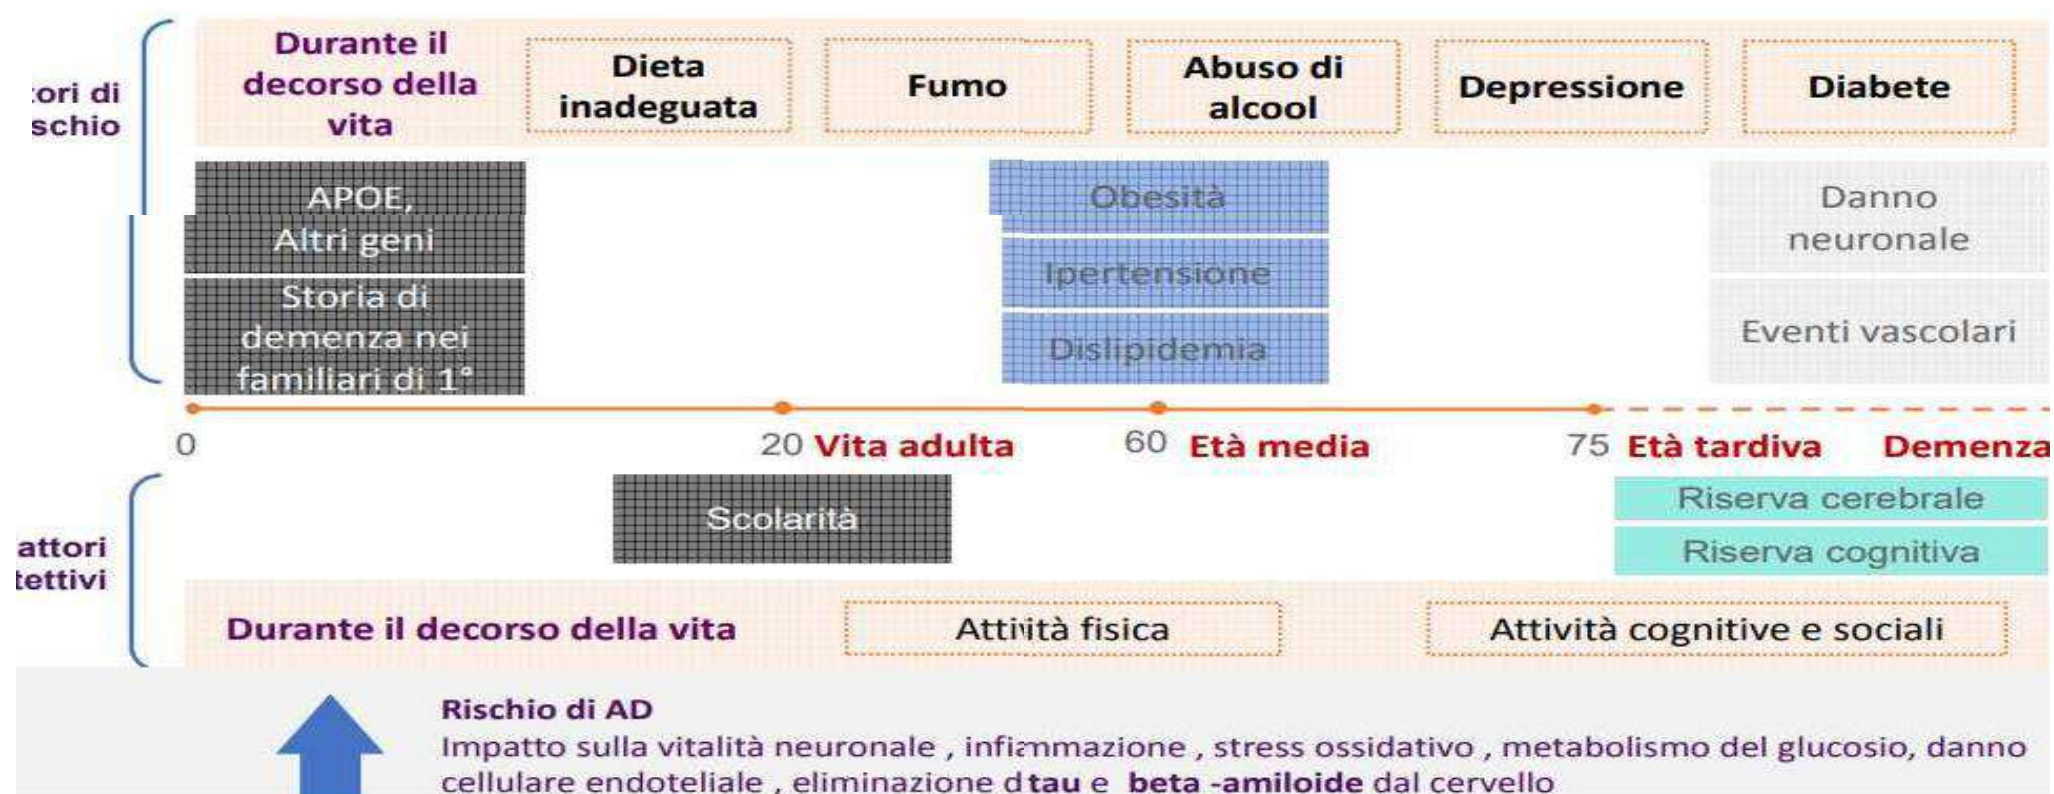 Durante il
decorso della
vita
Dieta
inadeguata
Fumo
Abuso di
alcool
Depressione
Diabete
tori di
schio
APOE,
Altri geni
Storia di
demenza nei
familiari di 1°
Obesità
Ipertensione
Dislipidemia
Danno
neuronale
Eventi vascolari
0
20 Vita adulta
60 Età media
75 Età tardiva
Demenza
Scolarità
Riserva cerebrale
Riserva cognitiva
attori
tettivi
Durante il decorso della vita
Attività fisica
Attività cognitive e sociali
Rischio di AD
Impatto sulla vitalità neuronale , infiammazione , stress ossidativo , metabolismo del glucosio, danno
cellulare endoteliale , eliminazione d tau e beta -amiloide dal cervello